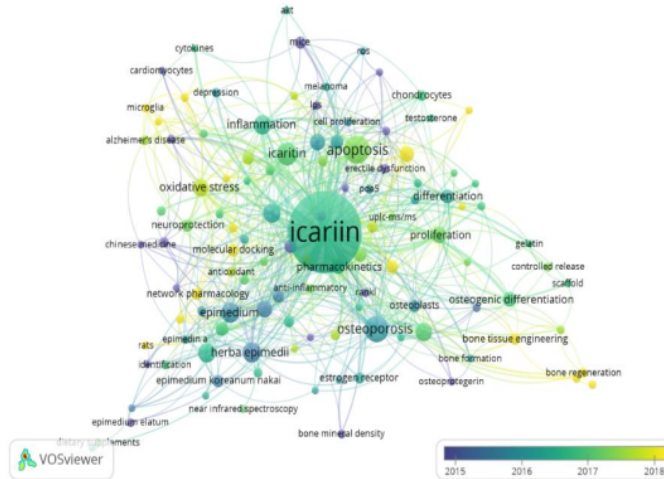 akt
mice
ros
cytokines
cardiomyocytes
melanoma
depression
lps
chondrocytes
microglia
cell proliferation
testosterone
inflammation
alzheimer's disease
icaritin
apoptosis
erectile dysfunction
oxidative stress
pde5
differentiation
uplc-ms/ms
neuroprotection
icariin
proliferation
chinese medicine
molecular docking
gelatin
pharmacokinetics
controlled release
antioxidant
scaffold
network pharmacology
anti-inflammatory
rankl
osteogenic differentiation
epimedium
osteoblasts
osteoporosis
epimedin a
bone tissue engineering
rats
herba epimedii
bone formation
identification
bone regeneration
epimedium koreanum nakai
estrogen receptor
osteoprotegerin
near infrared spectroscopy
epimedium elatum
bone mineral density
dietary supplements
VOSviewer
2015 2016 2017 2018